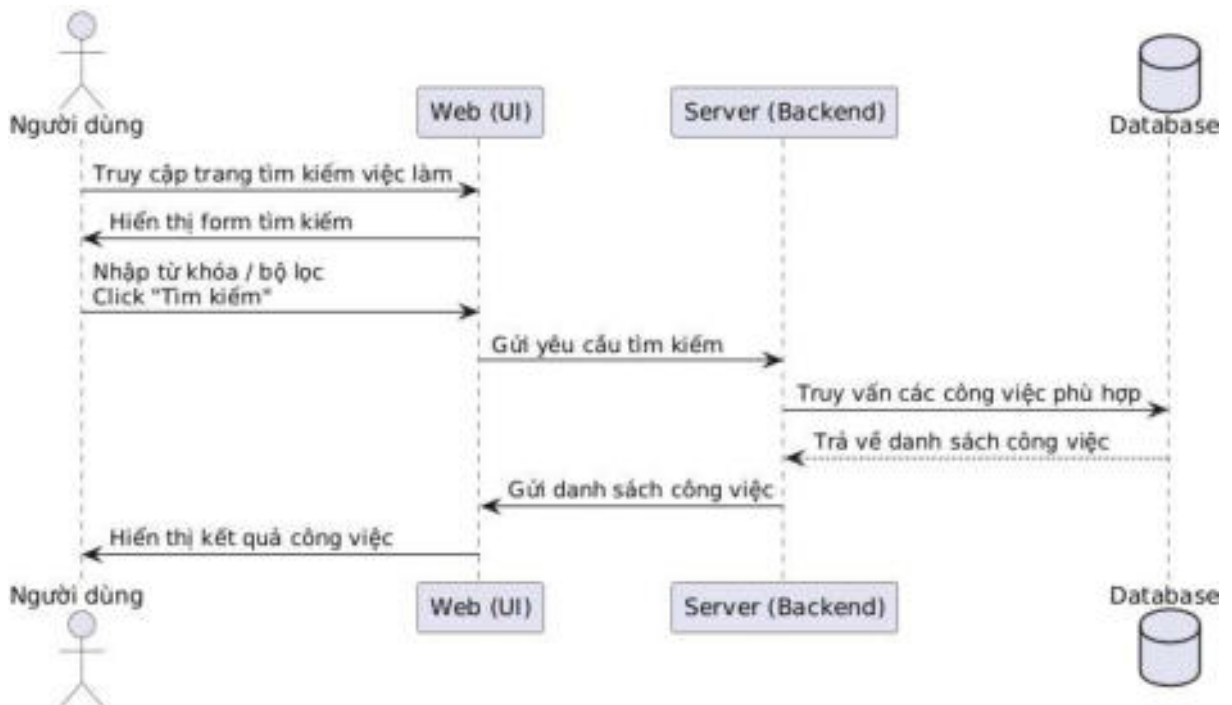 Người dùng
Web (UI)
Server (Backend)
Database
Truy cập trang tìm kiếm việc làm
Hiển thị form tìm kiếm
Nhập từ khóa / bộ lọc
Click "Tìm kiếm"
Gửi yêu cầu tìm kiếm
Truy vấn các công việc phù hợp
Trả về danh sách công việc
Gửi danh sách công việc
Hiển thị kết quả công việc
Người dùng
Web (UI)
Server (Backend)
Database